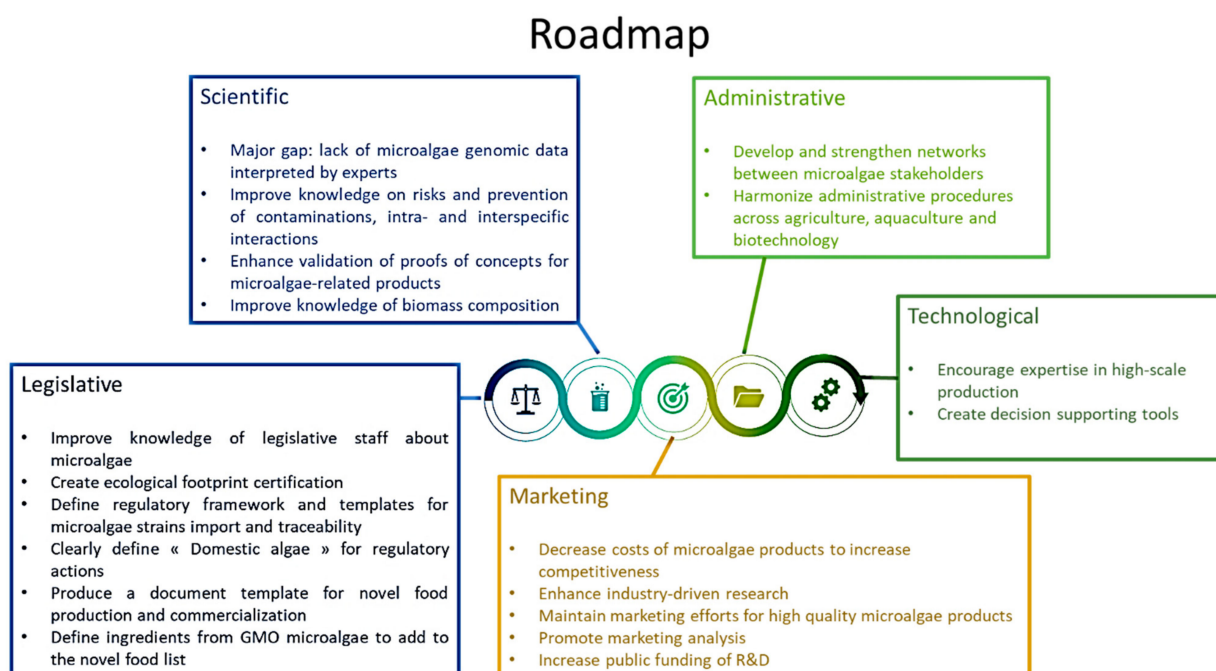 Roadmap
Scientific
• Major gap: lack of microalgae genomic data
interpreted by experts
• Improve knowledge on risks and prevention
of contaminations, intra- and interspecific
interactions
• Enhance validation of proofs of concepts for
microalgae-related products
• Improve knowledge of biomass composition
Administrative
• Develop and strengthen networks
between microalgae stakeholders
• Harmonize administrative procedures
across agriculture, aquaculture and
biotechnology
Technological
• Encourage expertise in high-scale
production
• Create decision supporting tools
Legislative
• Improve knowledge of legislative staff about
microalgae
• Create ecological footprint certification
• Define regulatory framework and templates for
microalgae strains import and traceability
• Clearly define « Domestic algae » for regulatory
actions
• Produce a document template for novel food
production and commercialization
• Define ingredients from GMO microalgae to add to
the novel food list
Marketing
• Decrease costs of microalgae products to increase
competitiveness
• Enhance industry-driven research
• Maintain marketing efforts for high quality microalgae products
• Promote marketing analysis
• Increase public funding of R&D